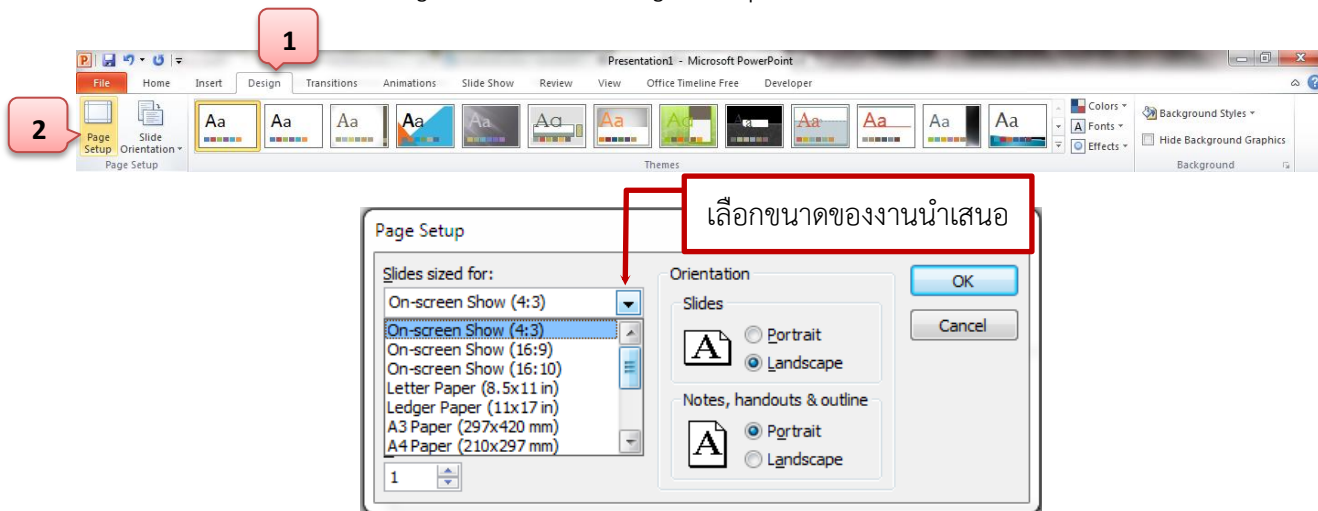 1
Presentation1 - Microsoft PowerPoint
File Home Insert Design Transitions Animations Slide Show Review View Office Timeline Free Developer
2
Page Setup
Slide Orientation
Aa Aa Aa Aa Aa Aa Aa Aa Aa Aa Aa Aa Aa
Colors
Fonts
Effects
Background Styles
Hide Background Graphics
Page Setup Themes Background
เลือกขนาดของงานนำเสนอ
Page Setup
Slides sized for:
On-screen Show (4:3)
On-screen Show (4:3)
On-screen Show (16:9)
On-screen Show (16:10)
Letter Paper (8.5x11 in)
Ledger Paper (11x17 in)
A3 Paper (297x420 mm)
A4 Paper (210x297 mm)
1
Orientation
Slides
A
Portrait
Landscape
Notes, handouts & outline
A
Portrait
Landscape
OK
Cancel